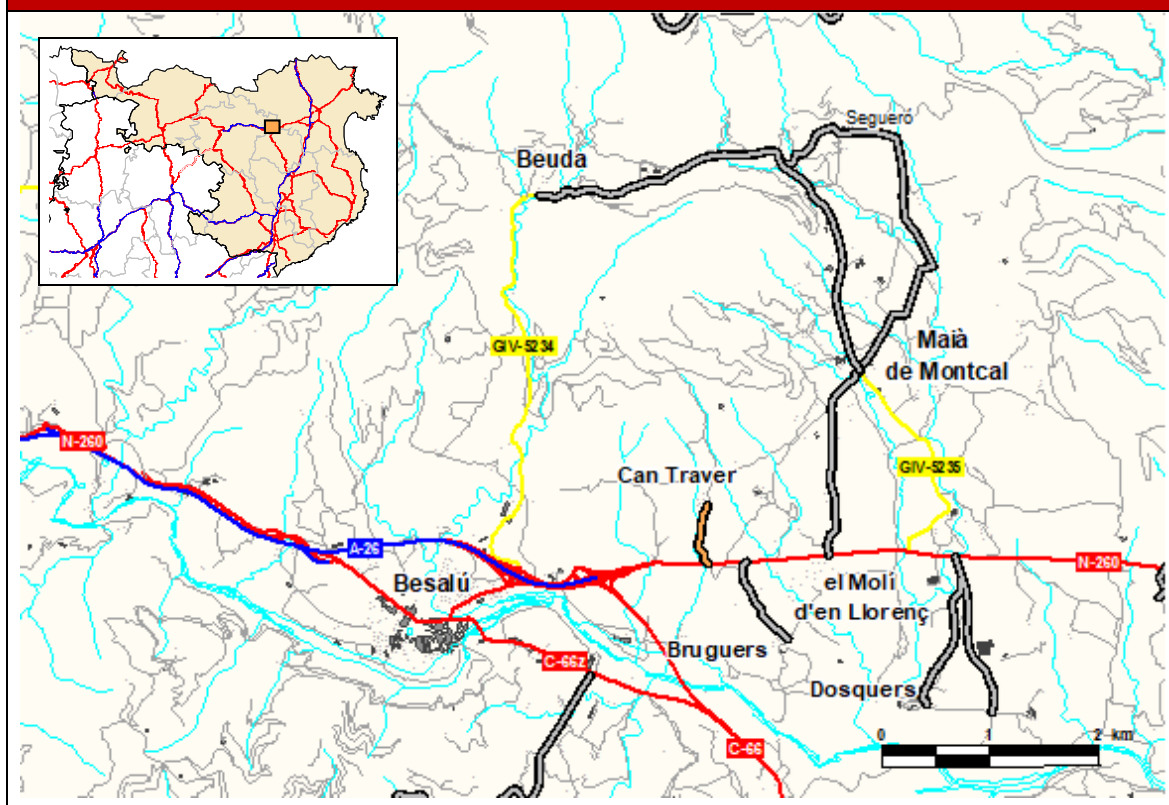 Segueró
Beuda
GIV-5234
Maià
de Montcal
N-260
Can Traver
GIV-5235
A-26
N-260
Besalú
el Molí
d'en Llorenç
Bruguers
C-66z
Dosquers
0 1 2 km
C-66